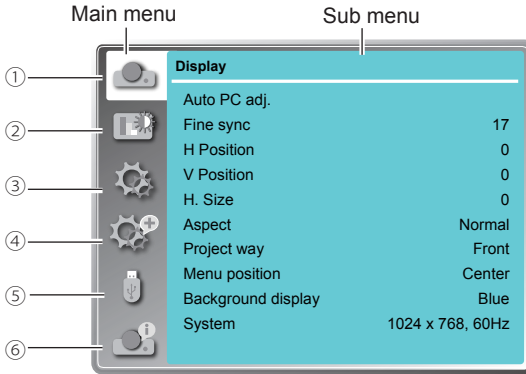 Main menu Sub menu
Display
① Auto PC adj.
② Fine sync 17
H Position 0
③ V Position 0
H. Size 0
④ Aspect Normal
Project way Front
Menu position Center
⑤ Background display Blue
System 1024 x 768, 60Hz
⑥